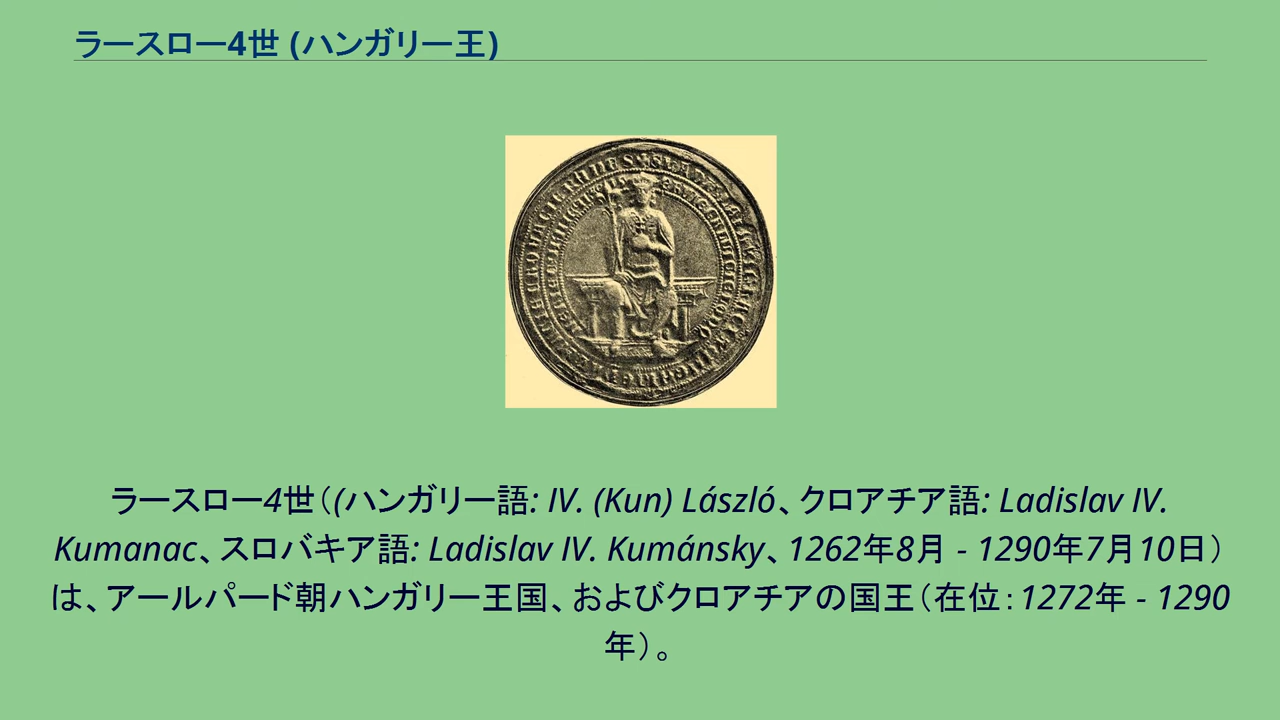 ラースロー4世 (ハンガリー王)
ラースロー4世（(ハンガリー語: IV. (Kun) László、クロアチア語: Ladislav IV.
Kumanac、スロバキア語: Ladislav IV. Kumánsky、1262年8月 - 1290年7月10日）
は、アールパード朝ハンガリー王国、およびクロアチアの国王（在位：1272年 - 1290
年）。